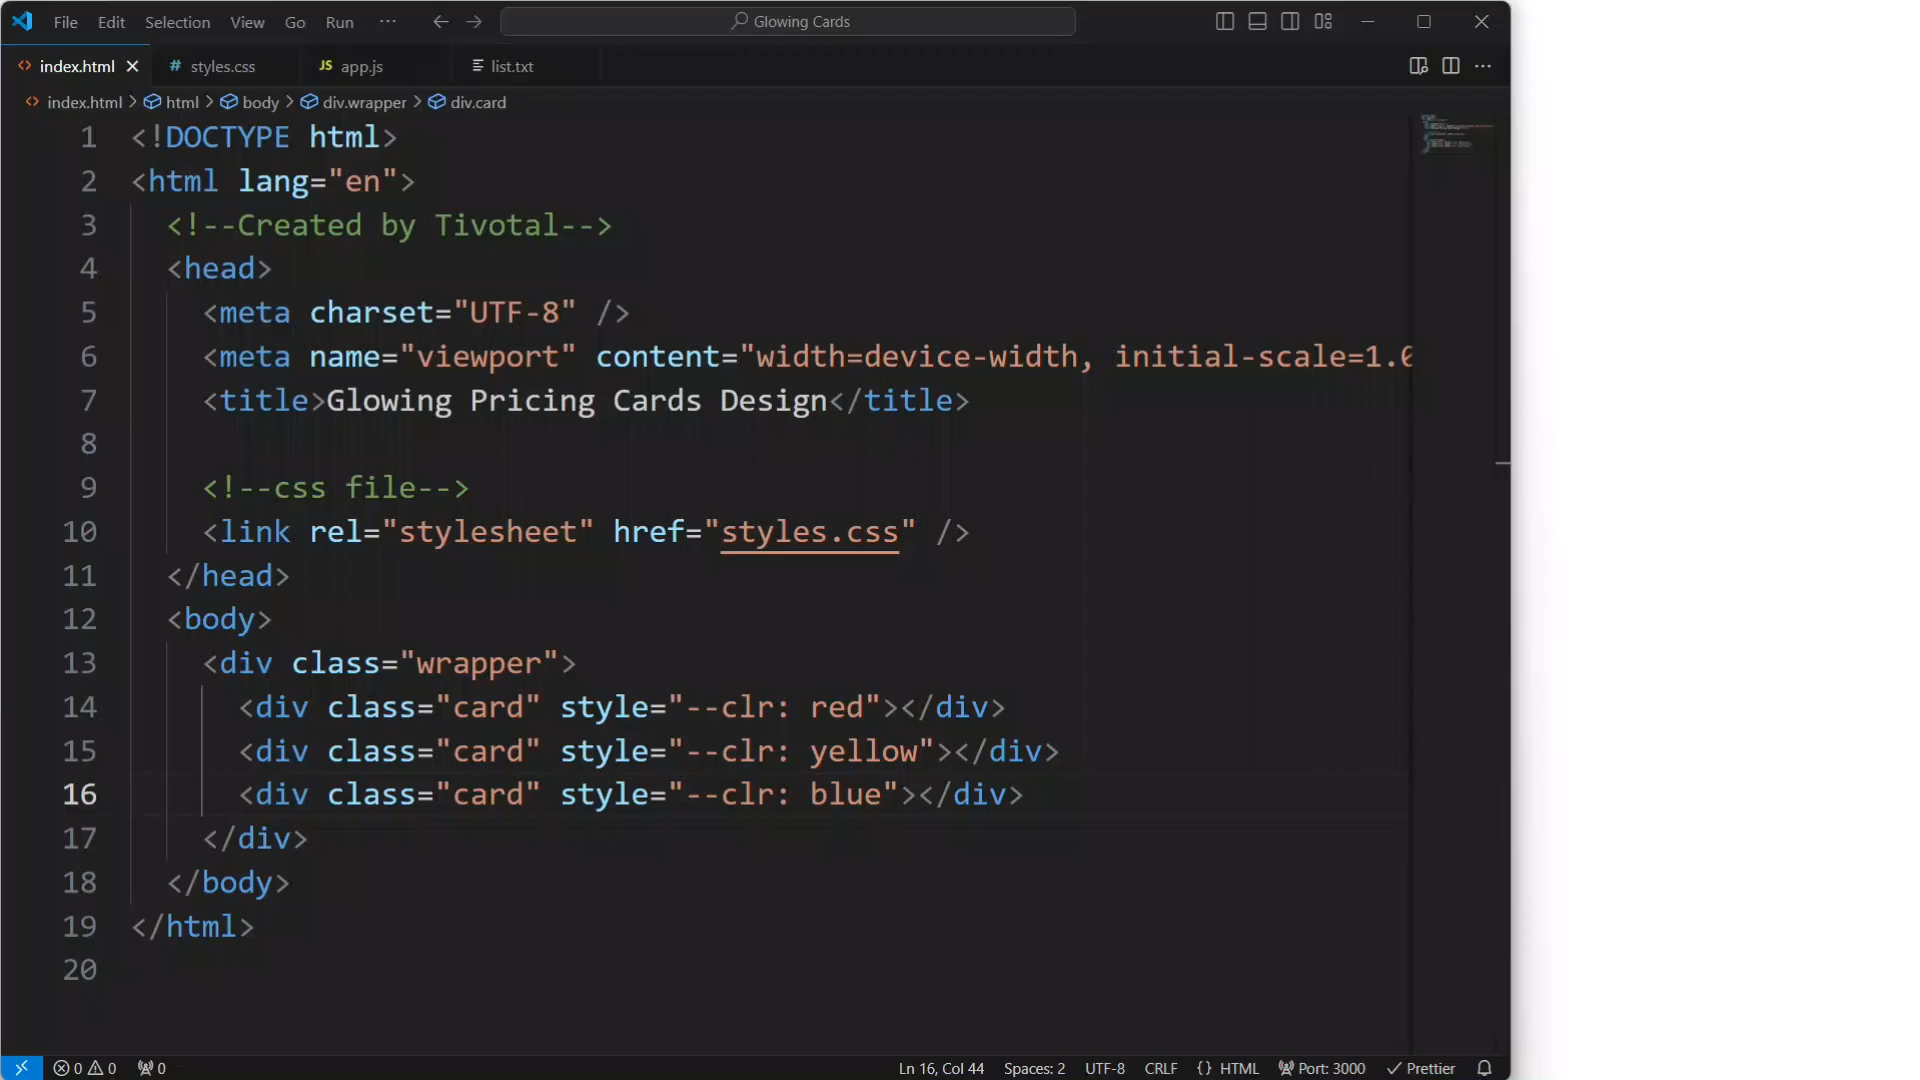 File Edit Selection View Go Run ··· Glowing Cards
index.html # styles.css JS app.js list.txt
index.html > html > body > div.wrapper > div.card
1 <!DOCTYPE html>
2 <html lang="en">
3 <!--Created by Tivotal-->
4 <head>
5 <meta charset="UTF-8" />
6 <meta name="viewport" content="width=device-width, initial-scale=1.0
7 <title>Glowing Pricing Cards Design</title>
8
9 <!--css file-->
10 <link rel="stylesheet" href="styles.css" />
11 </head>
12 <body>
13 <div class="wrapper">
14 <div class="card" style="--clr: red"></div>
15 <div class="card" style="--clr: yellow"></div>
16 <div class="card" style="--clr: blue"></div>
17 </div>
18 </body>
19 </html>
20
0 0 0 Ln 16, Col 44 Spaces: 2 UTF-8 CRLF {} HTML Port: 3000 Prettier